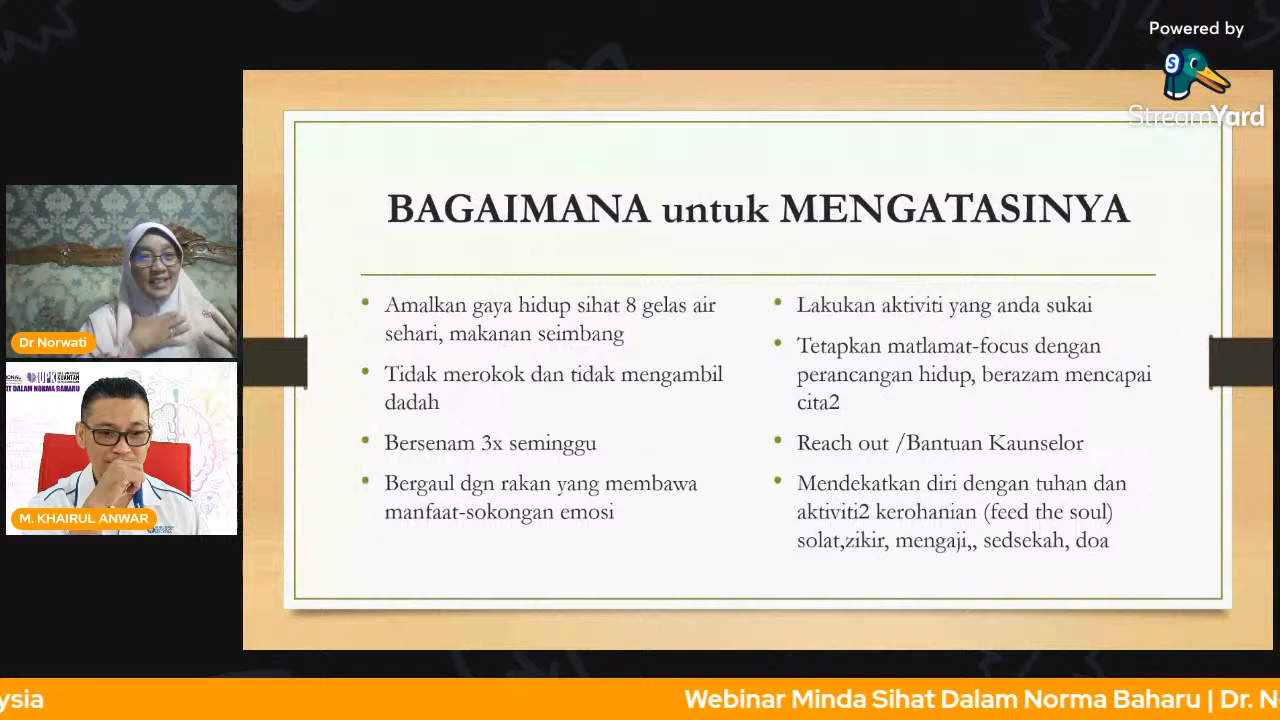 Powered by
StreamYard
BAGAIMANA untuk MENGATASINYA
• Amalkan gaya hidup sihat 8 gelas air
sehari, makanan seimbang
• Tidak merokok dan tidak mengambil
dadah
• Bersenam 3x seminggu
• Bergaul dgn rakan yang membawa
manfaat-sokongan emosi
• Lakukan aktiviti yang anda sukai
• Tetapkan matlamat-focus dengan
perancangan hidup, berazam mencapai
cita2
• Reach out /Bantuan Kaunselor
• Mendekatkan diri dengan tuhan dan
aktiviti2 kerohanian (feed the soul)
solat,zikir, mengaji,, sedsekah, doa
Dr Norwati
UPK
KUANTAN
DALAM NORMA BAHARU
M. KHAIRUL ANWAR
ysia
Webinar Minda Sihat Dalam Norma Baharu | Dr. N